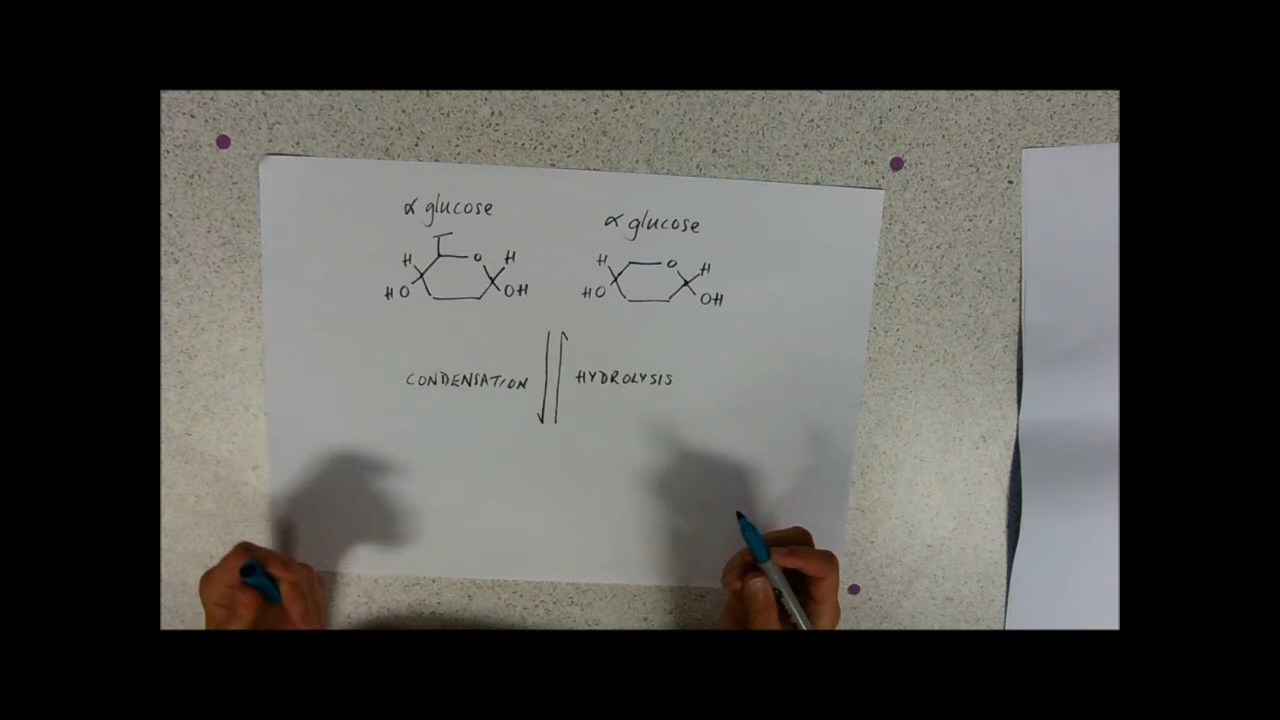 α glucose
α glucose
H
O
H
HO
OH
H
O
H
HO
OH
CONDENSATION
HYDROLYSIS